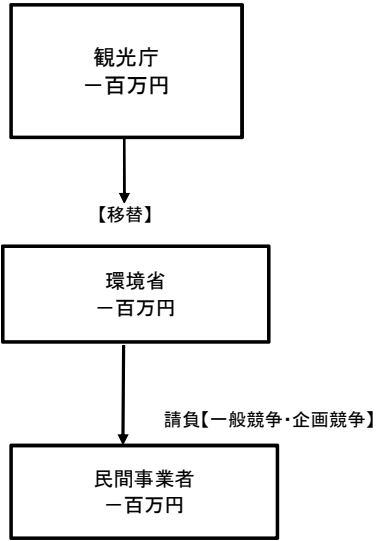 観光庁
－百万円
【移替】
環境省
－百万円
請負【一般競争・企画競争】
民間事業者
－百万円